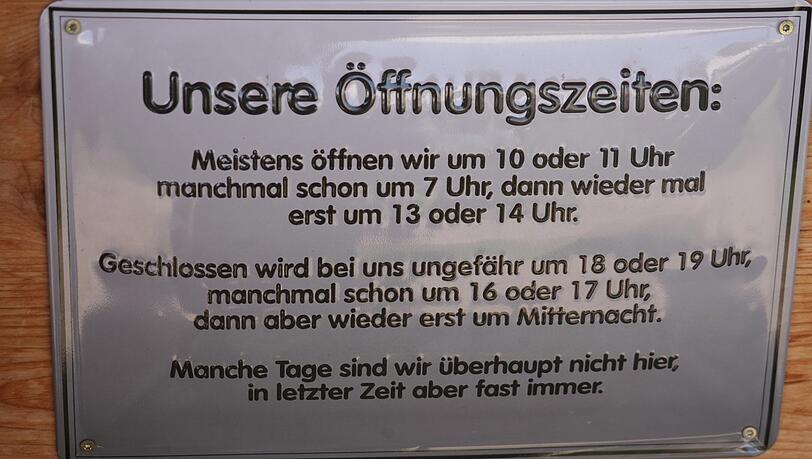 Unsere Öffnungszeiten:
Meistens öffnen wir um 10 oder 11 Uhr
manchmal schon um 7 Uhr, dann wieder mal
erst um 13 oder 14 Uhr.
Geschlossen wird bei uns ungefähr um 18 oder 19 Uhr,
manchmal schon um 16 oder 17 Uhr,
dann aber wieder erst um Mitternacht.
Manche Tage sind wir überhaupt nicht hier,
in letzter Zeit aber fast immer.